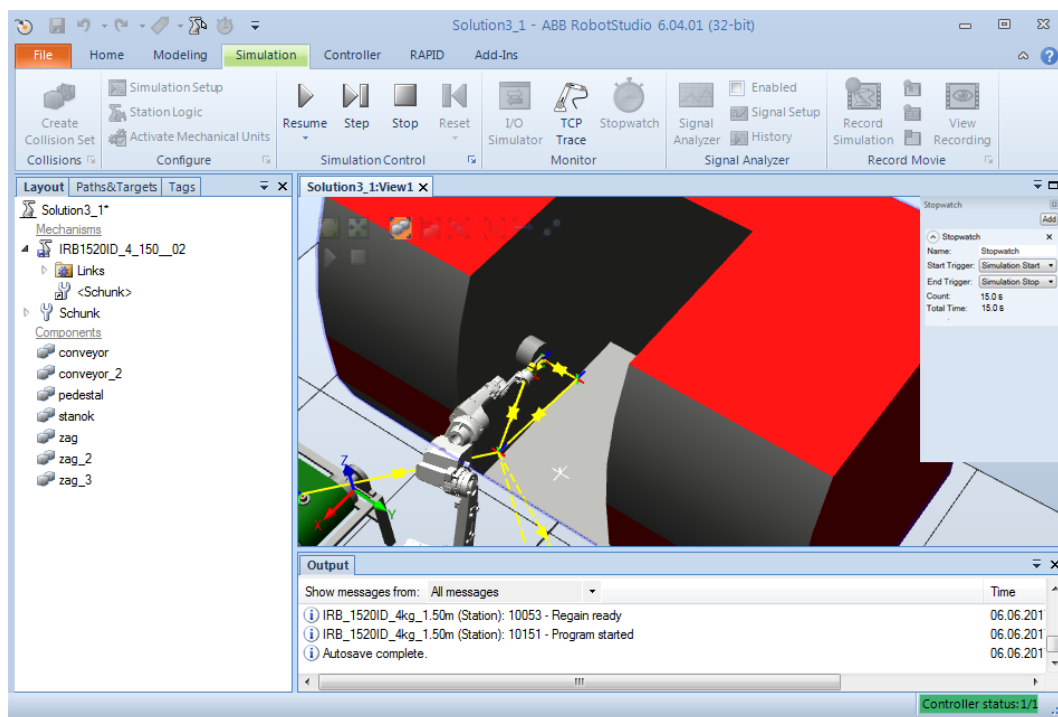 Solution3_1 - ABB RobotStudio 6.04.01 (32-bit)
File Home Modeling Simulation Controller RAPID Add-Ins
Create Collision Set
Collisions
Simulation Setup
Station Logic
Activate Mechanical Units
Configure
Resume Step Stop Reset
Simulation Control
I/O Simulator
TCP Trace
Stopwatch
Monitor
Signal Analyzer
Enabled
Signal Setup
History
Signal Analyzer
Record Simulation
View Recording
Record Movie
Layout Paths&Targets Tags
Solution3_1*
Mechanisms
IRB1520ID_4_150__02
Links
<Schunk>
Schunk
Components
conveyor
conveyor_2
pedestal
stanok
zag
zag_2
zag_3
Solution3_1:View1
Z
X
Y
Stopwatch
Add
Stopwatch
Name: Stopwatch
Start Trigger: Simulation Start
End Trigger: Simulation Stop
Count: 15.0 s
Total Time: 15.0 s
Output
Show messages from: All messages
Time
IRB_1520ID_4kg_1.50m (Station): 10053 - Regain ready 06.06.201
IRB_1520ID_4kg_1.50m (Station): 10151 - Program started 06.06.201
Autosave complete. 06.06.201
Controller status: 1/1